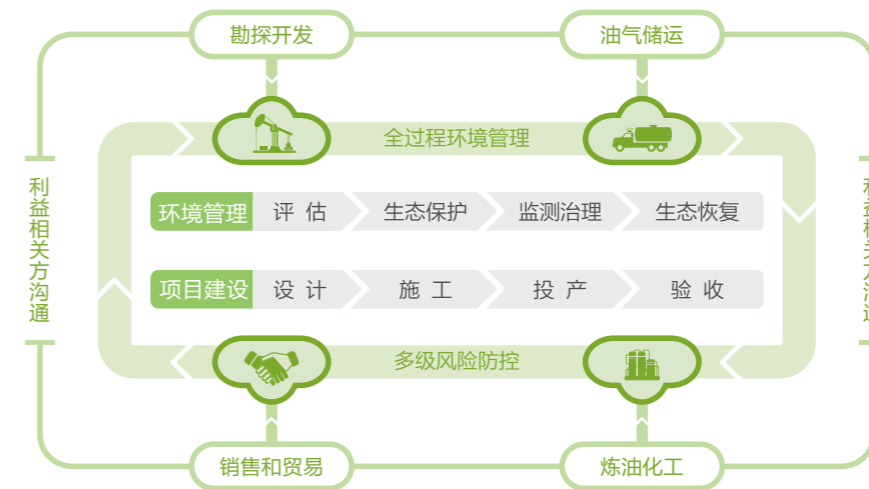 勘探开发
油气储运
全过程环境管理
利益相关方沟通
环境管理 评 估 生态保护 监测治理 生态恢复
项目建设 设 计 施 工 投 产 验 收
多级风险防控
销售和贸易
炼油化工